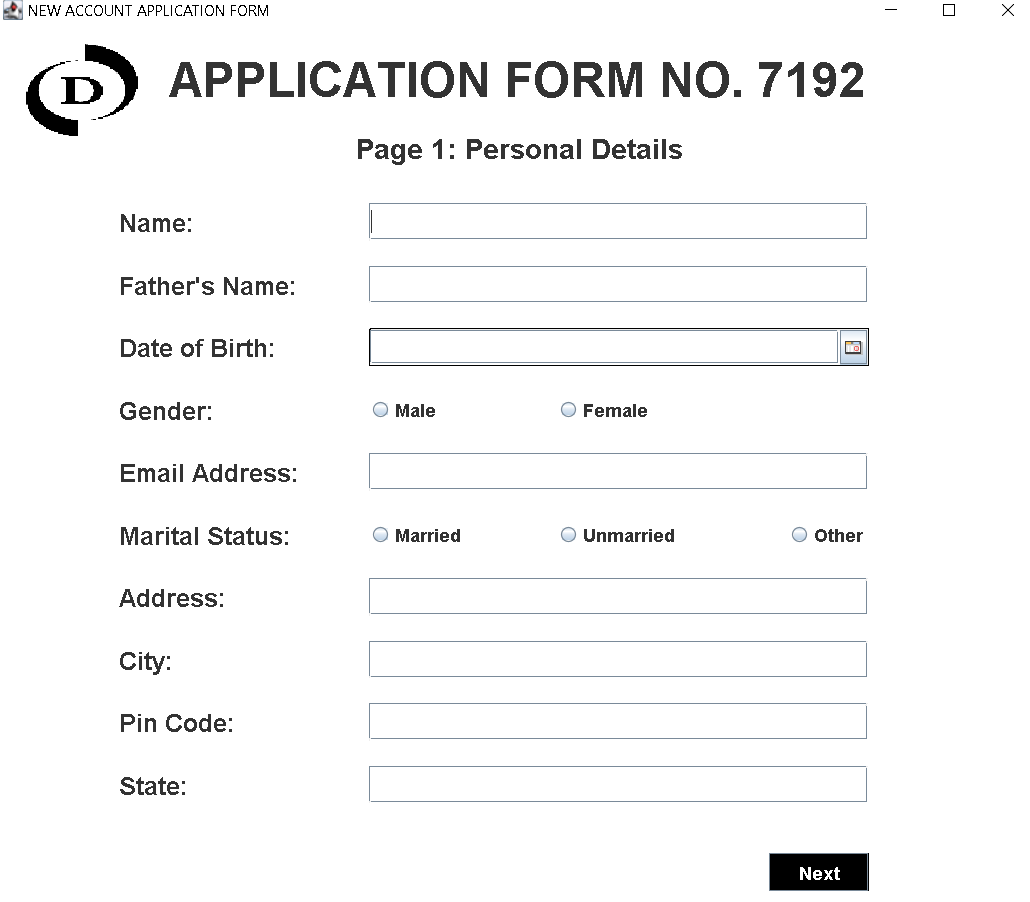 NEW ACCOUNT APPLICATION FORM
D
APPLICATION FORM NO. 7192
Page 1: Personal Details
Name:
Father's Name:
Date of Birth:
Gender: Male Female
Email Address:
Marital Status: Married Unmarried Other
Address:
City:
Pin Code:
State:
Next